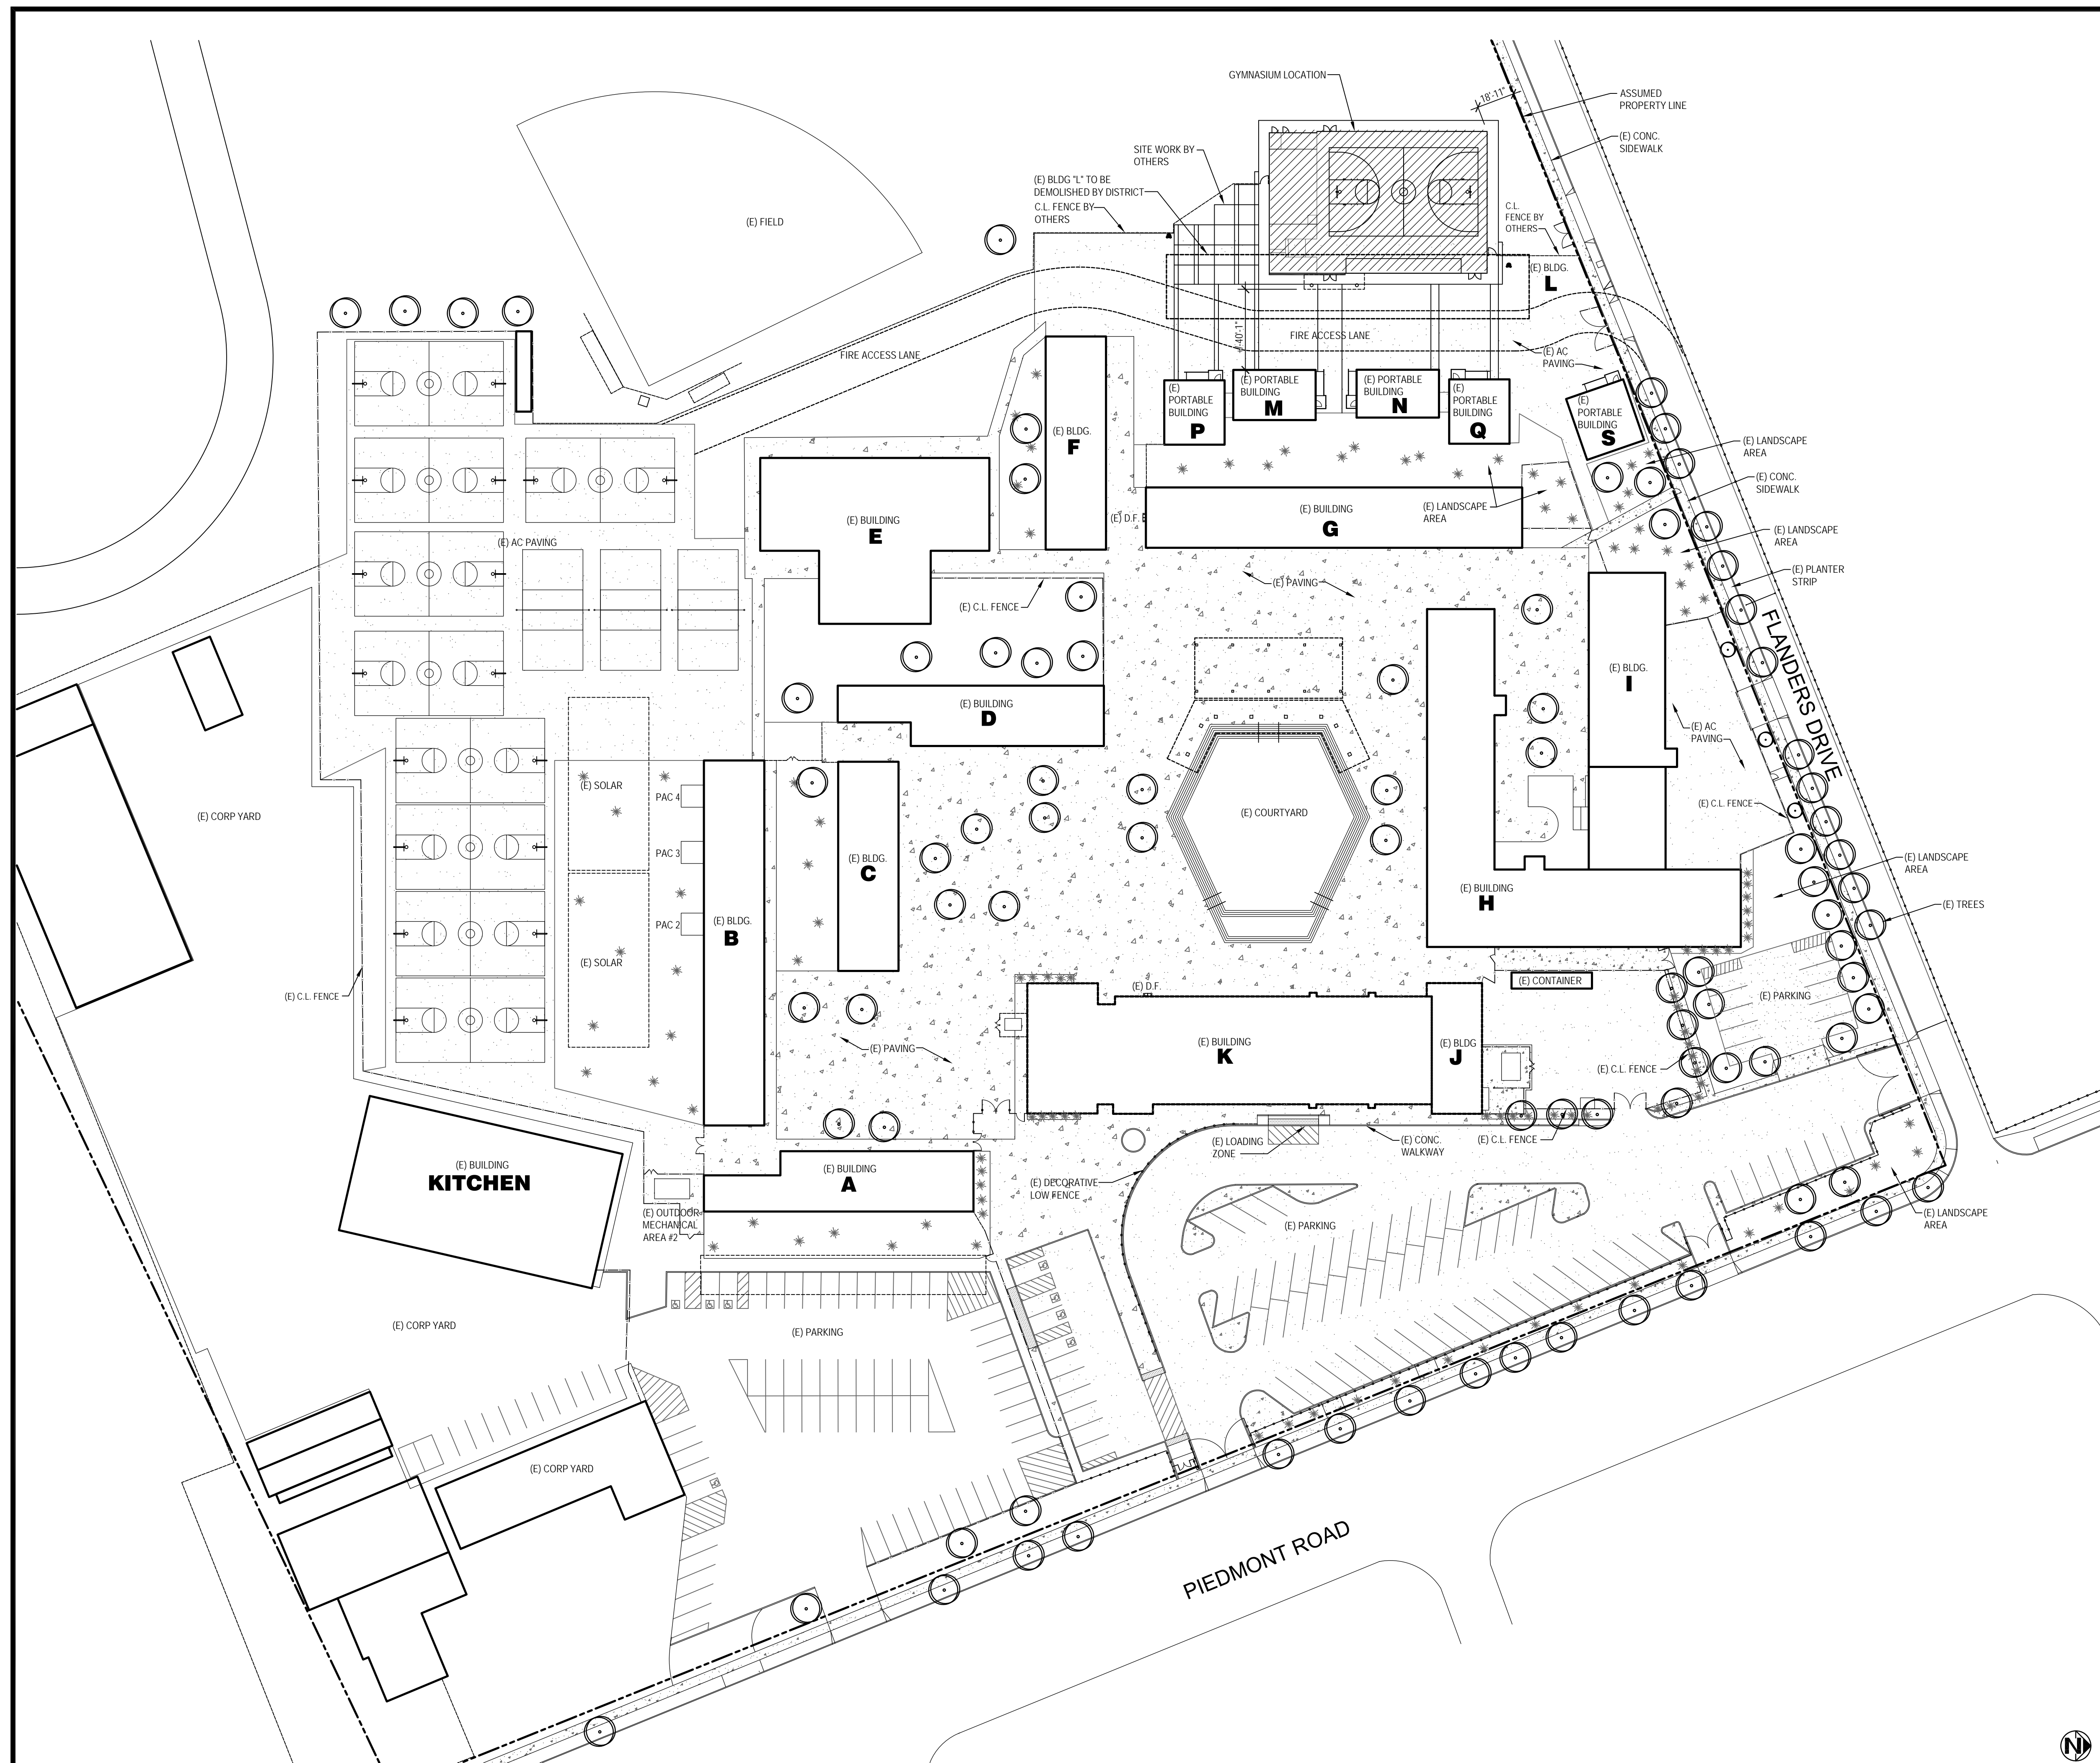 GYMNASIUM LOCATION
18'-11"
ASSUMED
PROPERTY LINE
(E) CONC.
SIDEWALK
SITE WORK BY
OTHERS
(E) BLDG "L" TO BE
DEMOLISHED BY DISTRICT
C.L. FENCE BY
OTHERS
C.L.
FENCE BY
OTHERS
(E) FIELD
(E) BLDG.
L
FIRE ACCESS LANE
FIRE ACCESS LANE
+/-40'-1"
(E) AC
PAVING
(E)
PORTABLE
BUILDING
P
(E) PORTABLE
BUILDING
M
(E) PORTABLE
BUILDING
N
(E)
PORTABLE
BUILDING
Q
(E)
PORTABLE
BUILDING
S
(E) BLDG.
F
(E) LANDSCAPE
AREA
(E) CONC.
SIDEWALK
(E) LANDSCAPE
AREA
(E) BUILDING
E
(E) D.F.
(E) BUILDING
G
(E) LANDSCAPE
AREA
(E) AC PAVING
(E) PLANTER
STRIP
(E) C.L. FENCE
(E) PAVING
FLANDERS DRIVE
(E) BLDG.
I
(E) BUILDING
D
(E) AC
PAVING
(E) SOLAR
PAC 4
PAC 3
PAC 2
(E) SOLAR
(E) CORP YARD
(E) BLDG.
C
(E) COURTYARD
(E) C.L. FENCE
(E) LANDSCAPE
AREA
(E) TREES
(E) BUILDING
H
(E) BLDG.
B
(E) C.L. FENCE
(E) D.F.
(E) CONTAINER
(E) PARKING
(E) PAVING
(E) BUILDING
K
(E) BLDG
J
(E) C.L. FENCE
(E) LOADING
ZONE
(E) CONC.
WALKWAY
(E) C.L. FENCE
(E) BUILDING
KITCHEN
(E) BUILDING
A
(E) DECORATIVE
LOW FENCE
(E) OUTDOOR
MECHANICAL
AREA #2
(E) PARKING
(E) LANDSCAPE
AREA
(E) CORP YARD
(E) PARKING
(E) CORP YARD
PIEDMONT ROAD
N